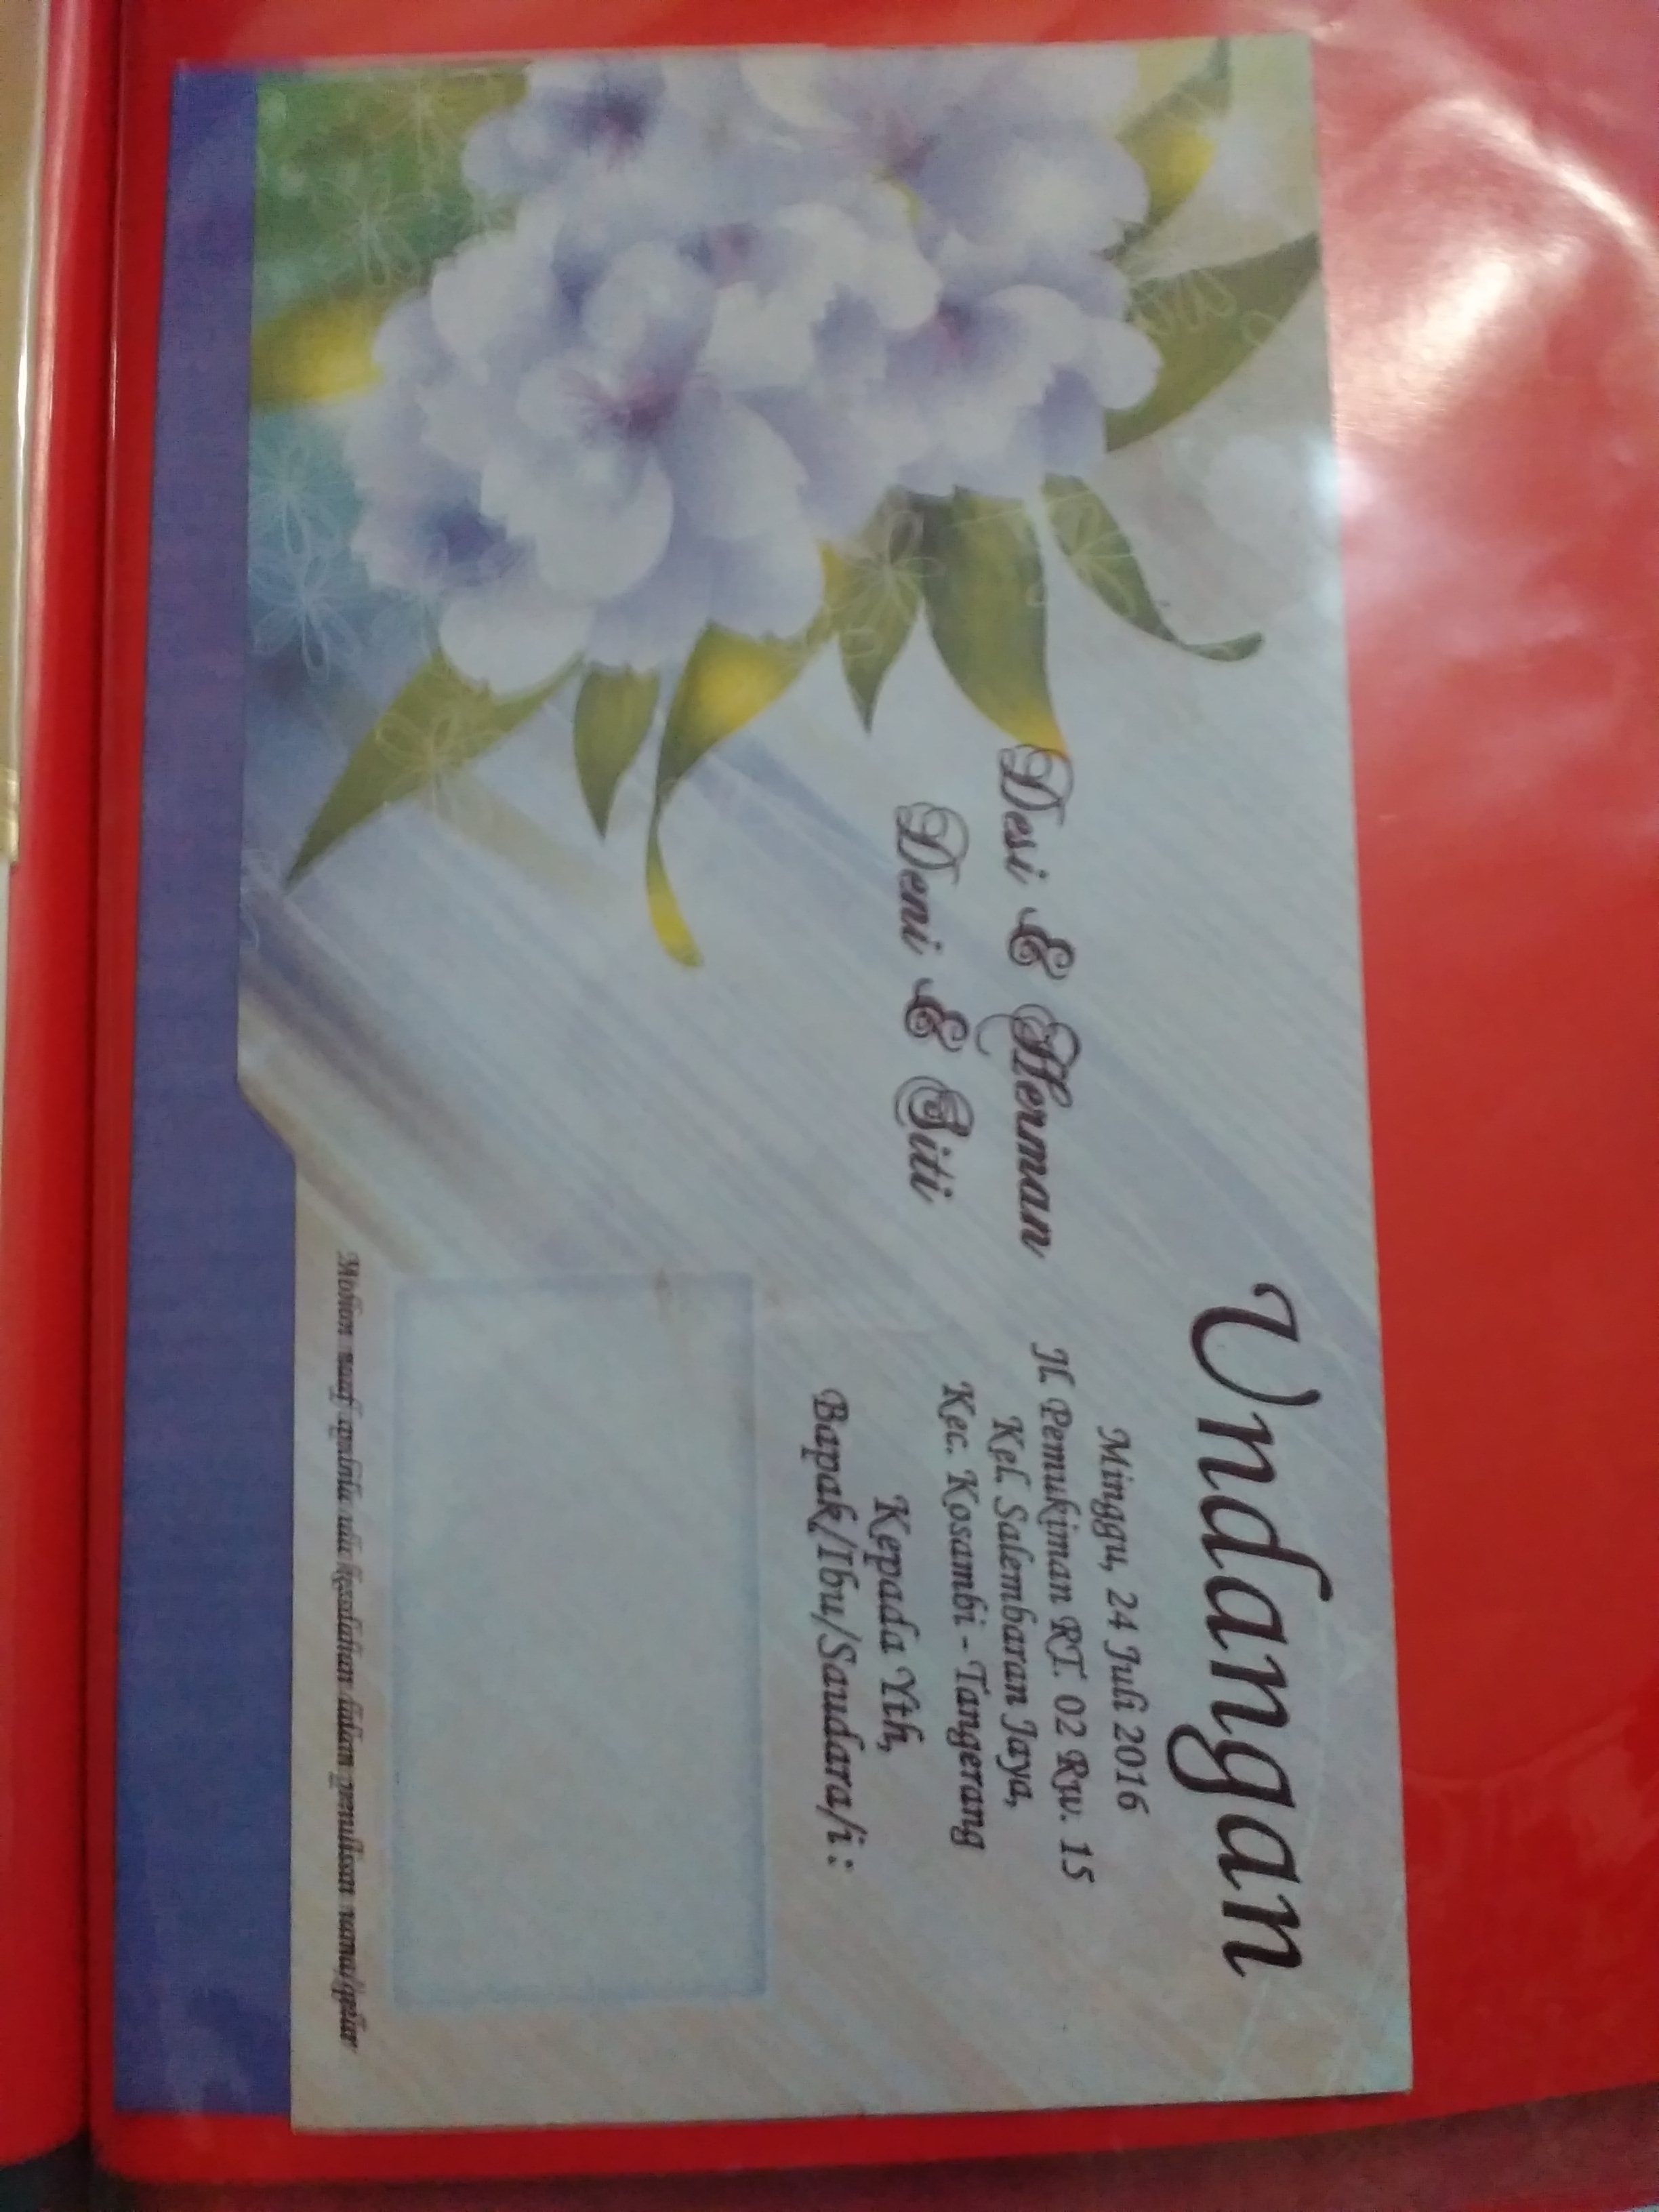 Undangan
Minggu, 24 Juli 2016
Jl. Pemukiman RT. 02 Rw. 15
Kel. Salembaran Jaya,
Kec. Kosambi - Tangerang
Desi & Herman
Deni & Siti
Kepada Yth,
Bapak/Ibu/Saudara/i :
Mohon maaf apabila ada kesalahan dalam penulisan nama/gelar